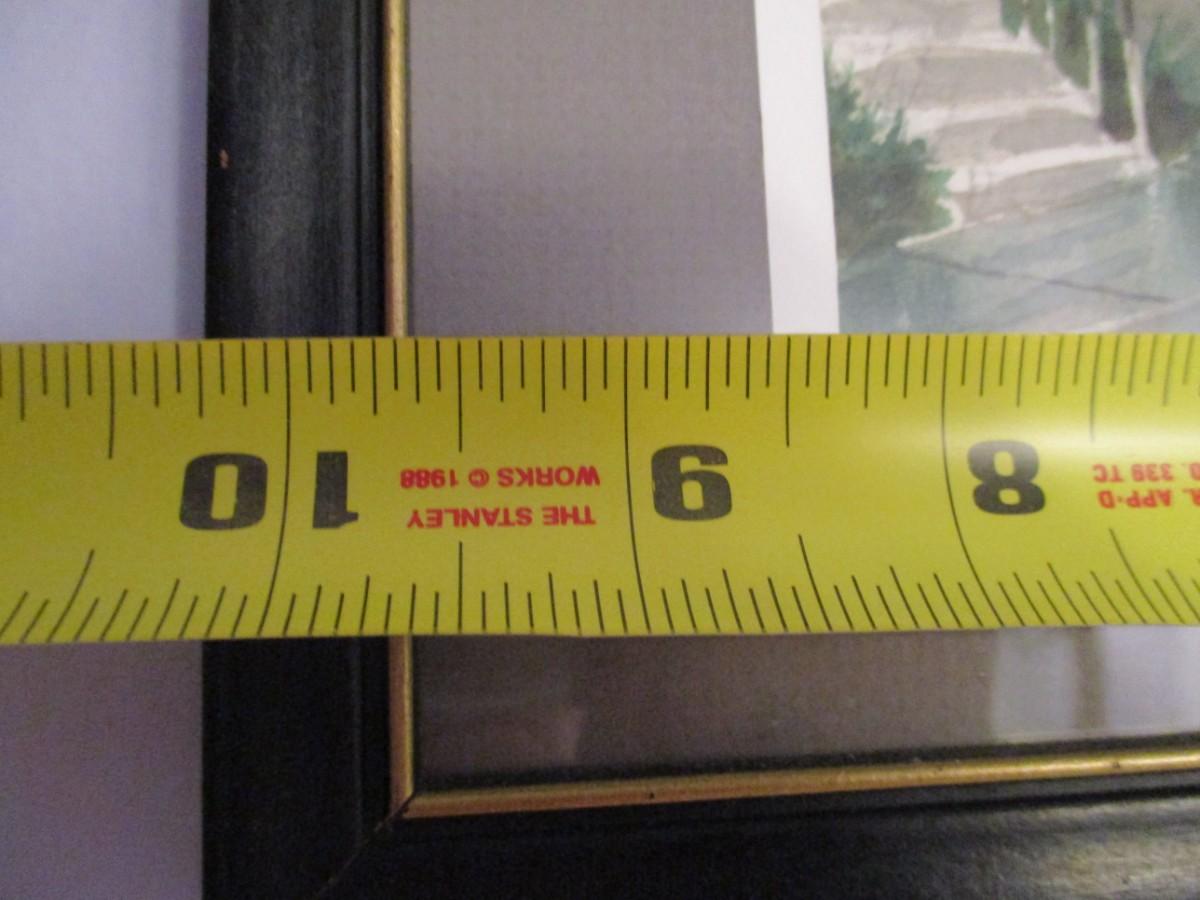 APP·D
339 TC
8
9
THE STANLEY
WORKS © 1988
10